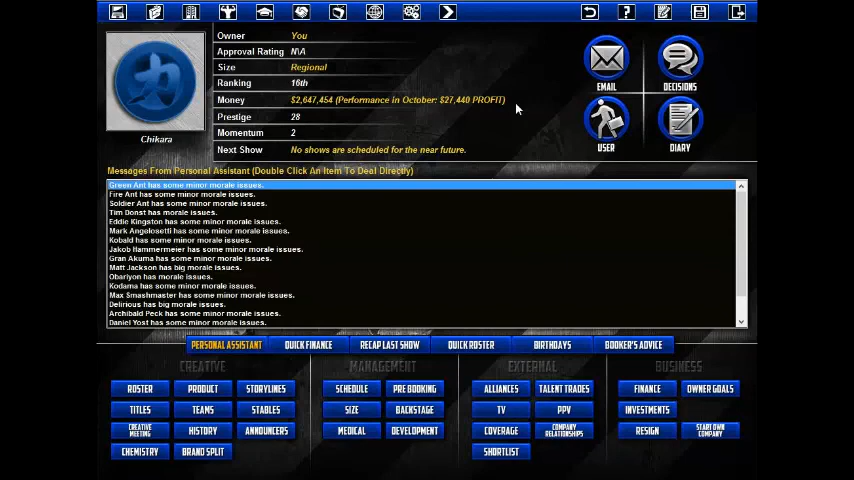 Owner You
Approval Rating N\A
Size Regional
Ranking 16th
Money $2,647,454 (Performance in October: $27,440 PROFIT)
Prestige 28
Momentum 2
Next Show No shows are scheduled for the near future.
力
Chikara
EMAIL DECISIONS
USER DIARY
Messages From Personal Assistant (Double Click An Item To Deal Directly)
Green Ant has some minor morale issues.
Fire Ant has some minor morale issues.
Soldier Ant has some minor morale issues.
Tim Donst has morale issues.
Eddie Kingston has some minor morale issues.
Mark Angelosetti has some minor morale issues.
Kobald has some minor morale issues.
Jakob Hammermeier has some minor morale issues.
Gran Akuma has some minor morale issues.
Matt Jackson has big morale issues.
Obariyon has morale issues.
Kodama has some minor morale issues.
Max Smashmaster has some minor morale issues.
Delirious has big morale issues.
Archibald Peck has some minor morale issues.
Daniel Yost has some minor morale issues.
PERSONAL ASSISTANT QUICK FINANCE RECAP LAST SHOW QUICK ROSTER BIRTHDAYS BOOKER'S ADVICE
CREATIVE MANAGEMENT EXTERNAL BUSINESS
ROSTER PRODUCT STORYLINES SCHEDULE PRE BOOKING ALLIANCES TALENT TRADES FINANCE OWNER GOALS
TITLES TEAMS STABLES SIZE BACKSTAGE TV PPV INVESTMENTS
CREATIVE MEETING HISTORY ANNOUNCERS MEDICAL DEVELOPMENT COVERAGE COMPANY RELATIONSHIPS RESIGN START OWN COMPANY
CHEMISTRY BRAND SPLIT SHORTLIST